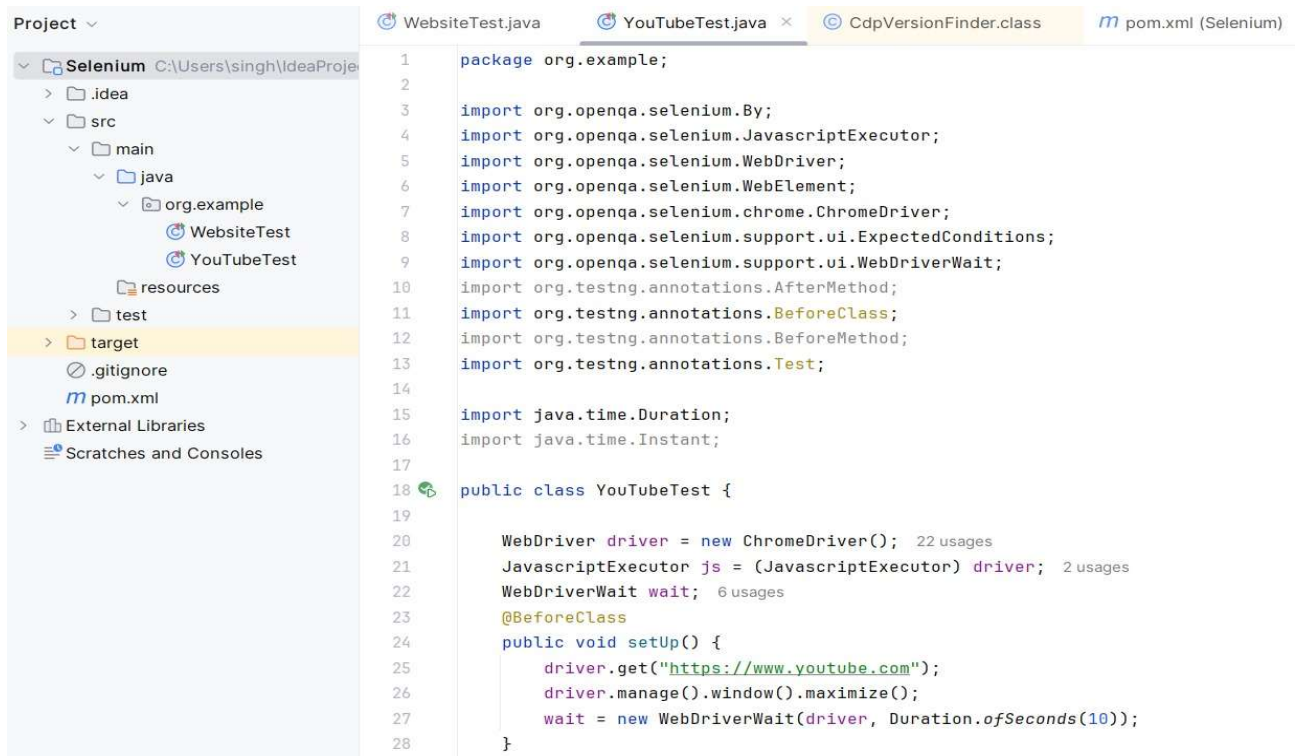 Project
Selenium C:\Users\singh\IdeaProje
.idea
src
main
java
org.example
WebsiteTest
YouTubeTest
resources
test
target
.gitignore
m pom.xml
External Libraries
Scratches and Consoles
WebsiteTest.java YouTubeTest.java × CdpVersionFinder.class m pom.xml (Selenium)
1 package org.example;
2
3 import org.openqa.selenium.By;
4 import org.openqa.selenium.JavascriptExecutor;
5 import org.openqa.selenium.WebDriver;
6 import org.openqa.selenium.WebElement;
7 import org.openqa.selenium.chrome.ChromeDriver;
8 import org.openqa.selenium.support.ui.ExpectedConditions;
9 import org.openqa.selenium.support.ui.WebDriverWait;
10 import org.testng.annotations.AfterMethod;
11 import org.testng.annotations.BeforeClass;
12 import org.testng.annotations.BeforeMethod;
13 import org.testng.annotations.Test;
14
15 import java.time.Duration;
16 import java.time.Instant;
17
18 public class YouTubeTest {
19
20 WebDriver driver = new ChromeDriver(); 22 usages
21 JavascriptExecutor js = (JavascriptExecutor) driver; 2 usages
22 WebDriverWait wait; 6 usages
23 @BeforeClass
24 public void setUp() {
25 driver.get("https://www.youtube.com");
26 driver.manage().window().maximize();
27 wait = new WebDriverWait(driver, Duration.ofSeconds(10));
28 }